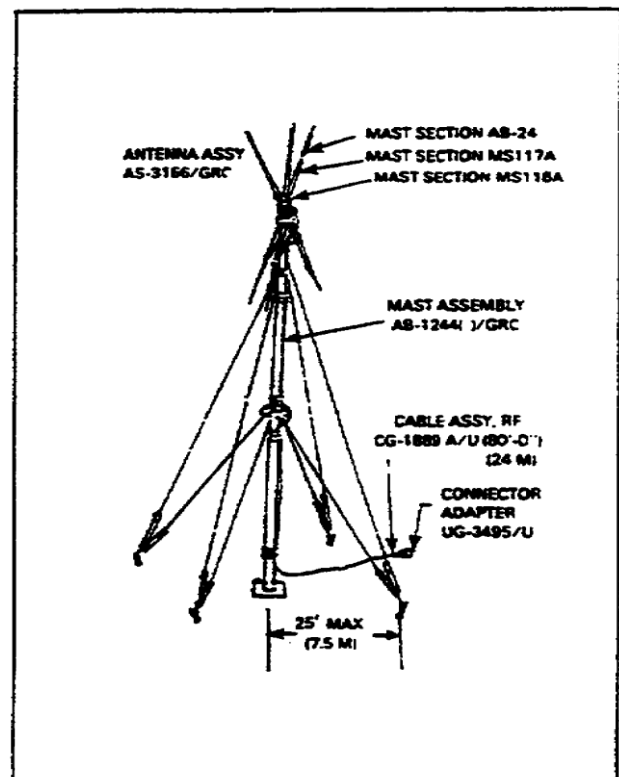 MAST SECTION AB-24
ANTENNA ASSY
AS-3166/GRC
MAST SECTION MS117A
MAST SECTION MS118A
MAST ASSEMBLY
AB-1244( )/GRC
CABLE ASSY, RF
CG-1889 A/U (80'-0")
(24 M)
CONNECTOR
ADAPTER
UG-3495/U
25' MAX
(7.5 M)